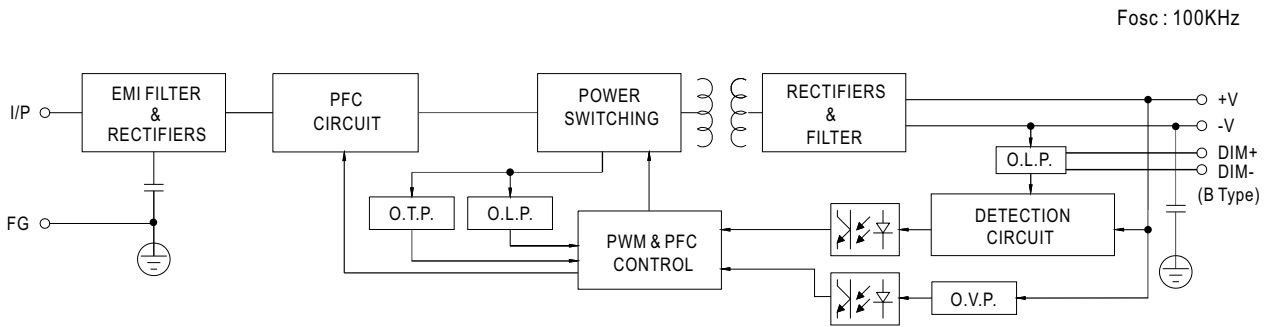 Fosc : 100KHz
I/P
EMI FILTER
&
RECTIFIERS
PFC
CIRCUIT
POWER
SWITCHING
RECTIFIERS
&
FILTER
+V
-V
DIM+
DIM-
(B Type)
O.L.P.
FG
O.T.P.
O.L.P.
PWM & PFC
CONTROL
DETECTION
CIRCUIT
O.V.P.